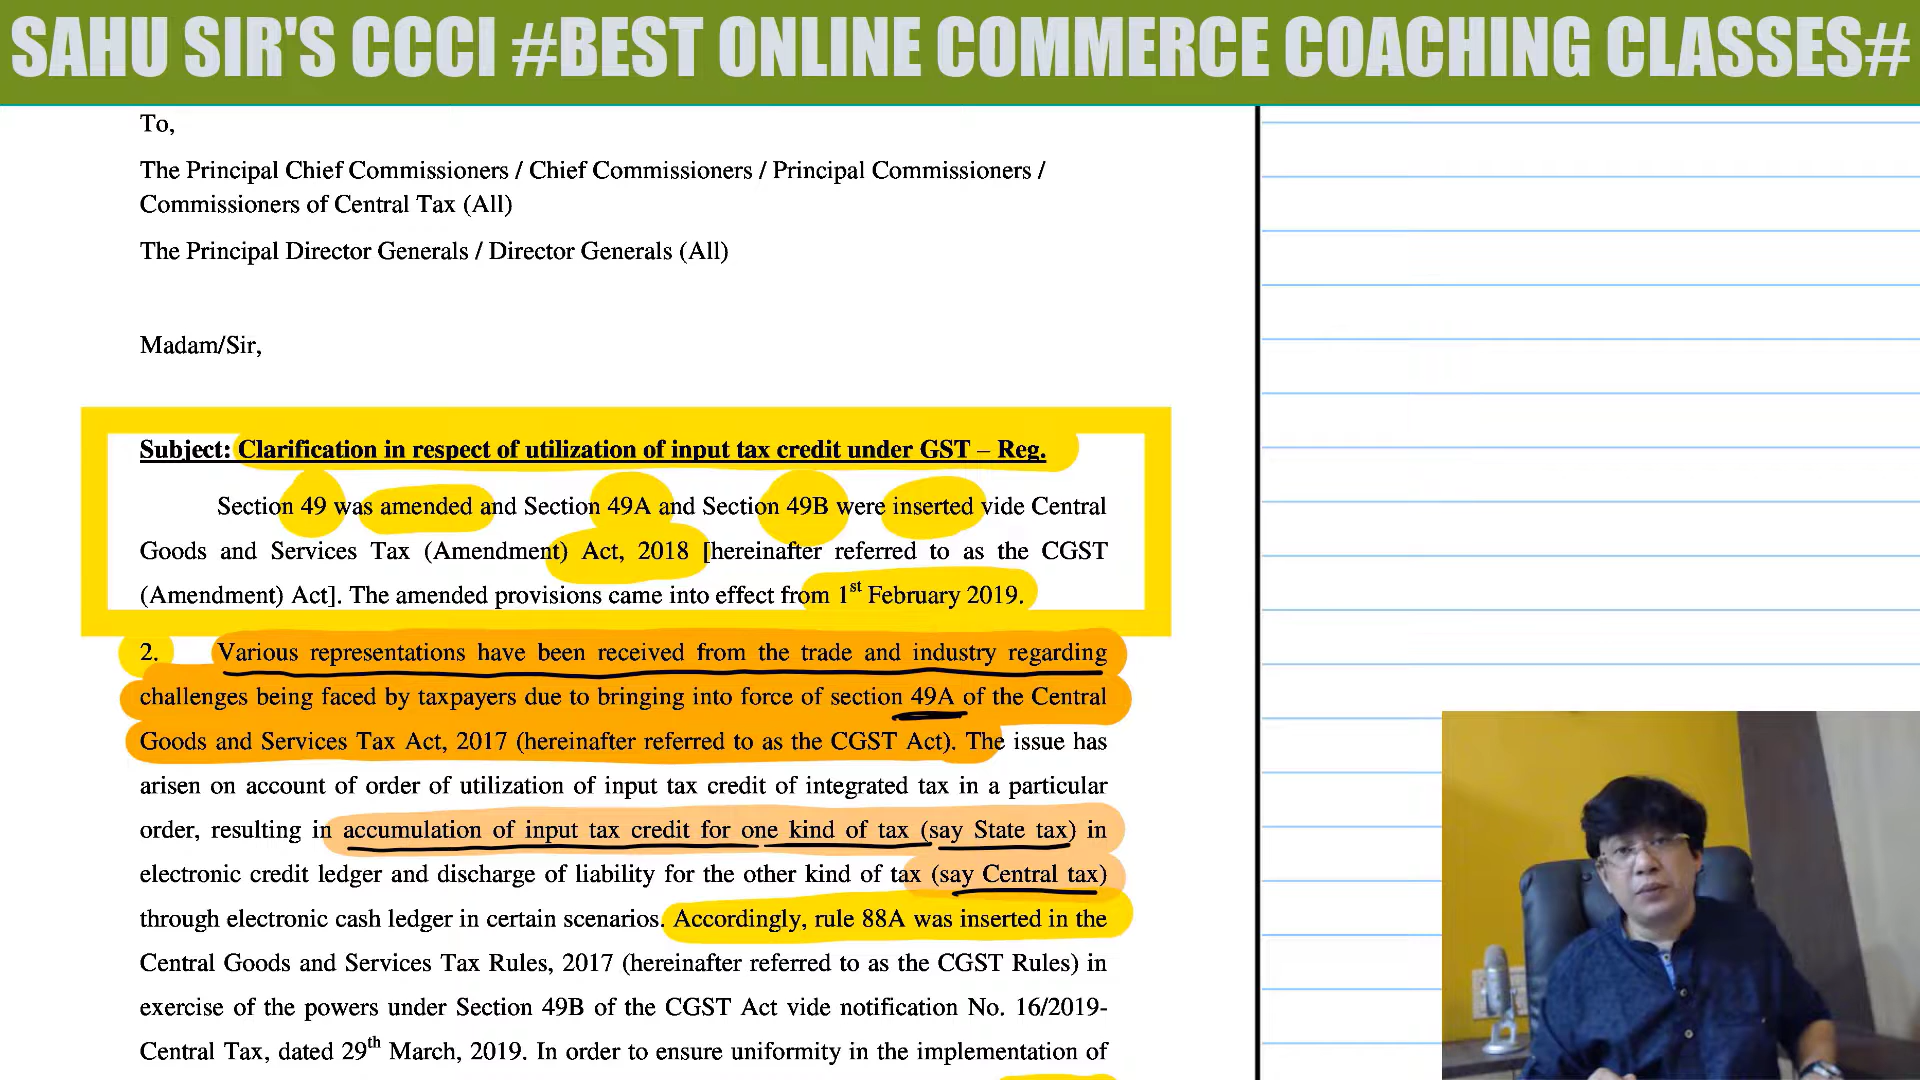 SAHU SIR'S CCCI #BEST ONLINE COMMERCE COACHING CLASSES#
To,
The Principal Chief Commissioners / Chief Commissioners / Principal Commissioners /
Commissioners of Central Tax (All)
The Principal Director Generals / Director Generals (All)
Madam/Sir,
Subject: Clarification in respect of utilization of input tax credit under GST – Reg.
Section 49 was amended and Section 49A and Section 49B were inserted vide Central
Goods and Services Tax (Amendment) Act, 2018 [hereinafter referred to as the CGST
(Amendment) Act]. The amended provisions came into effect from 1st February 2019.
2. Various representations have been received from the trade and industry regarding
challenges being faced by taxpayers due to bringing into force of section 49A of the Central
Goods and Services Tax Act, 2017 (hereinafter referred to as the CGST Act). The issue has
arisen on account of order of utilization of input tax credit of integrated tax in a particular
order, resulting in accumulation of input tax credit for one kind of tax (say State tax) in
electronic credit ledger and discharge of liability for the other kind of tax (say Central tax)
through electronic cash ledger in certain scenarios. Accordingly, rule 88A was inserted in the
Central Goods and Services Tax Rules, 2017 (hereinafter referred to as the CGST Rules) in
exercise of the powers under Section 49B of the CGST Act vide notification No. 16/2019-
Central Tax, dated 29th March, 2019. In order to ensure uniformity in the implementation of